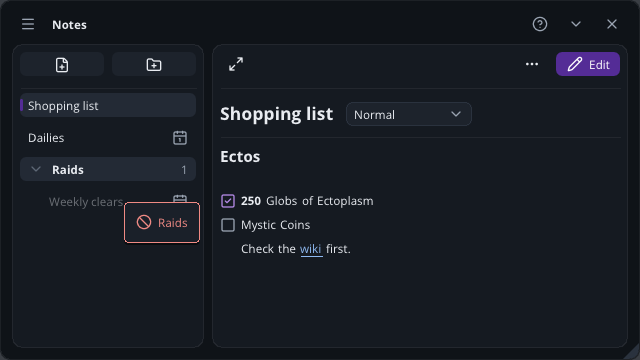 Notes
Edit
Shopping list
Dailies
Raids 1
Weekly clears
Raids
Shopping list Normal
Ectos
250 Globs of Ectoplasm
Mystic Coins
Check the wiki first.